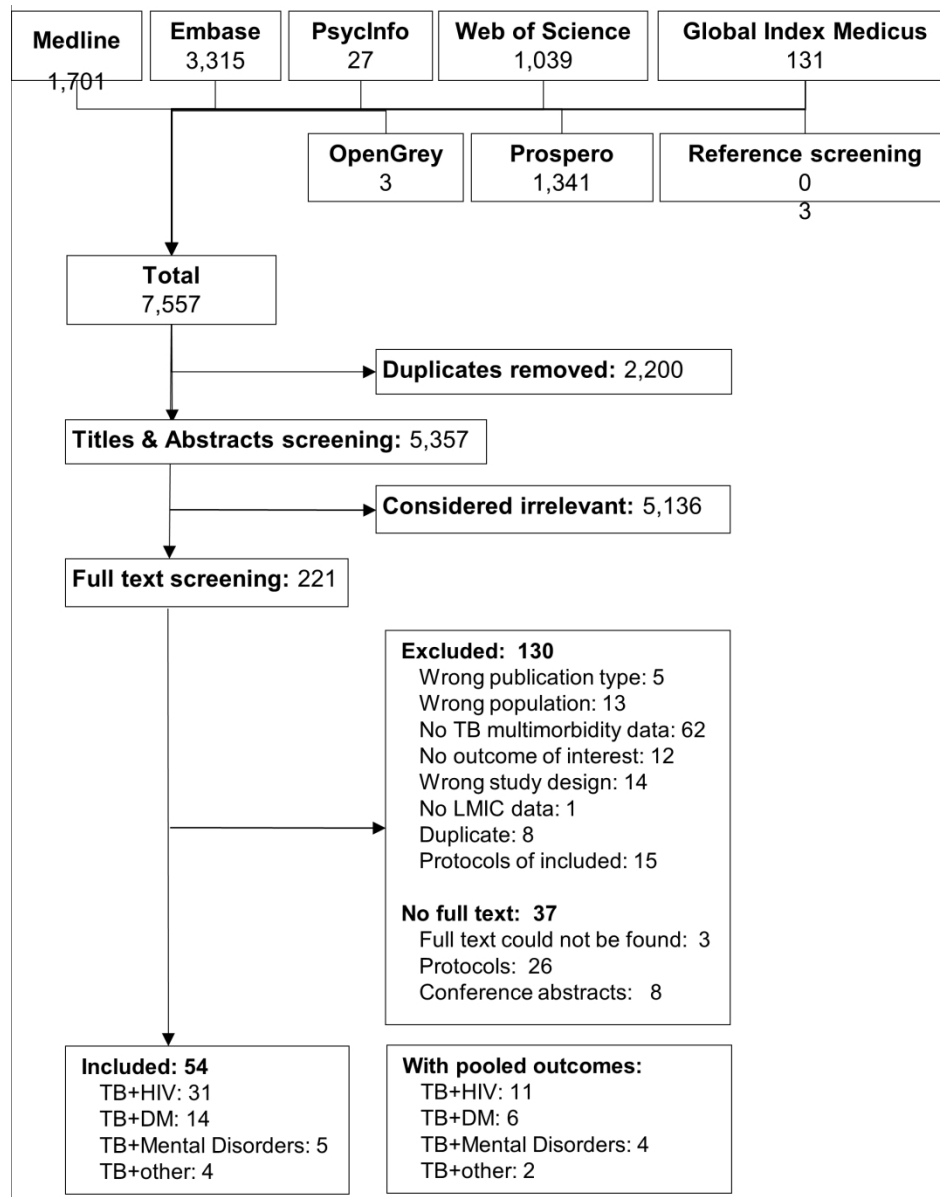 Medline
1,701
Embase
3,315
PsycInfo
27
Web of Science
1,039
Global Index Medicus
131
OpenGrey
3
Prospero
1,341
Reference screening
0
3
Total
7,557
Duplicates removed: 2,200
Titles & Abstracts screening: 5,357
Considered irrelevant: 5,136
Full text screening: 221
Excluded: 130
Wrong publication type: 5
Wrong population: 13
No TB multimorbidity data: 62
No outcome of interest: 12
Wrong study design: 14
No LMIC data: 1
Duplicate: 8
Protocols of included: 15
No full text: 37
Full text could not be found: 3
Protocols: 26
Conference abstracts: 8
Included: 54
TB+HIV: 31
TB+DM: 14
TB+Mental Disorders: 5
TB+other: 4
With pooled outcomes:
TB+HIV: 11
TB+DM: 6
TB+Mental Disorders: 4
TB+other: 2